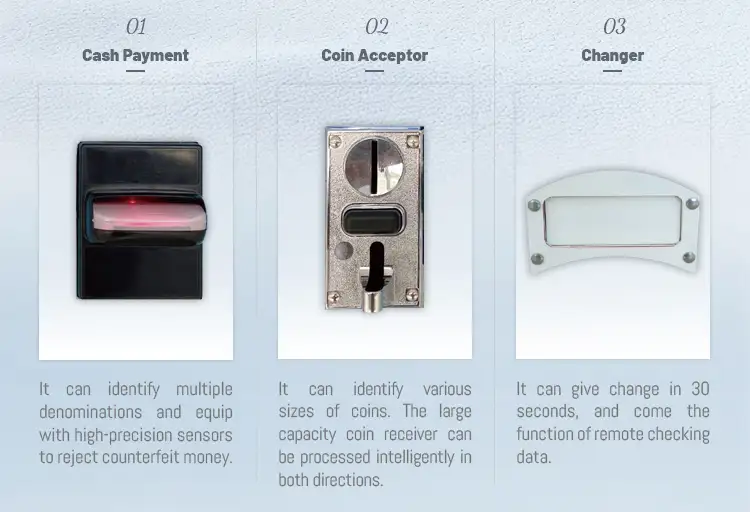 01
Cash Payment
It can identify multiple
denominations and equip
with high-precision sensors
to reject counterfeit money.
02
Coin Acceptor
It can identify various
sizes of coins. The large
capacity coin receiver can
be processed intelligently in
both directions.
03
Changer
It can give change in 30
seconds, and come the
function of remote checking
data.